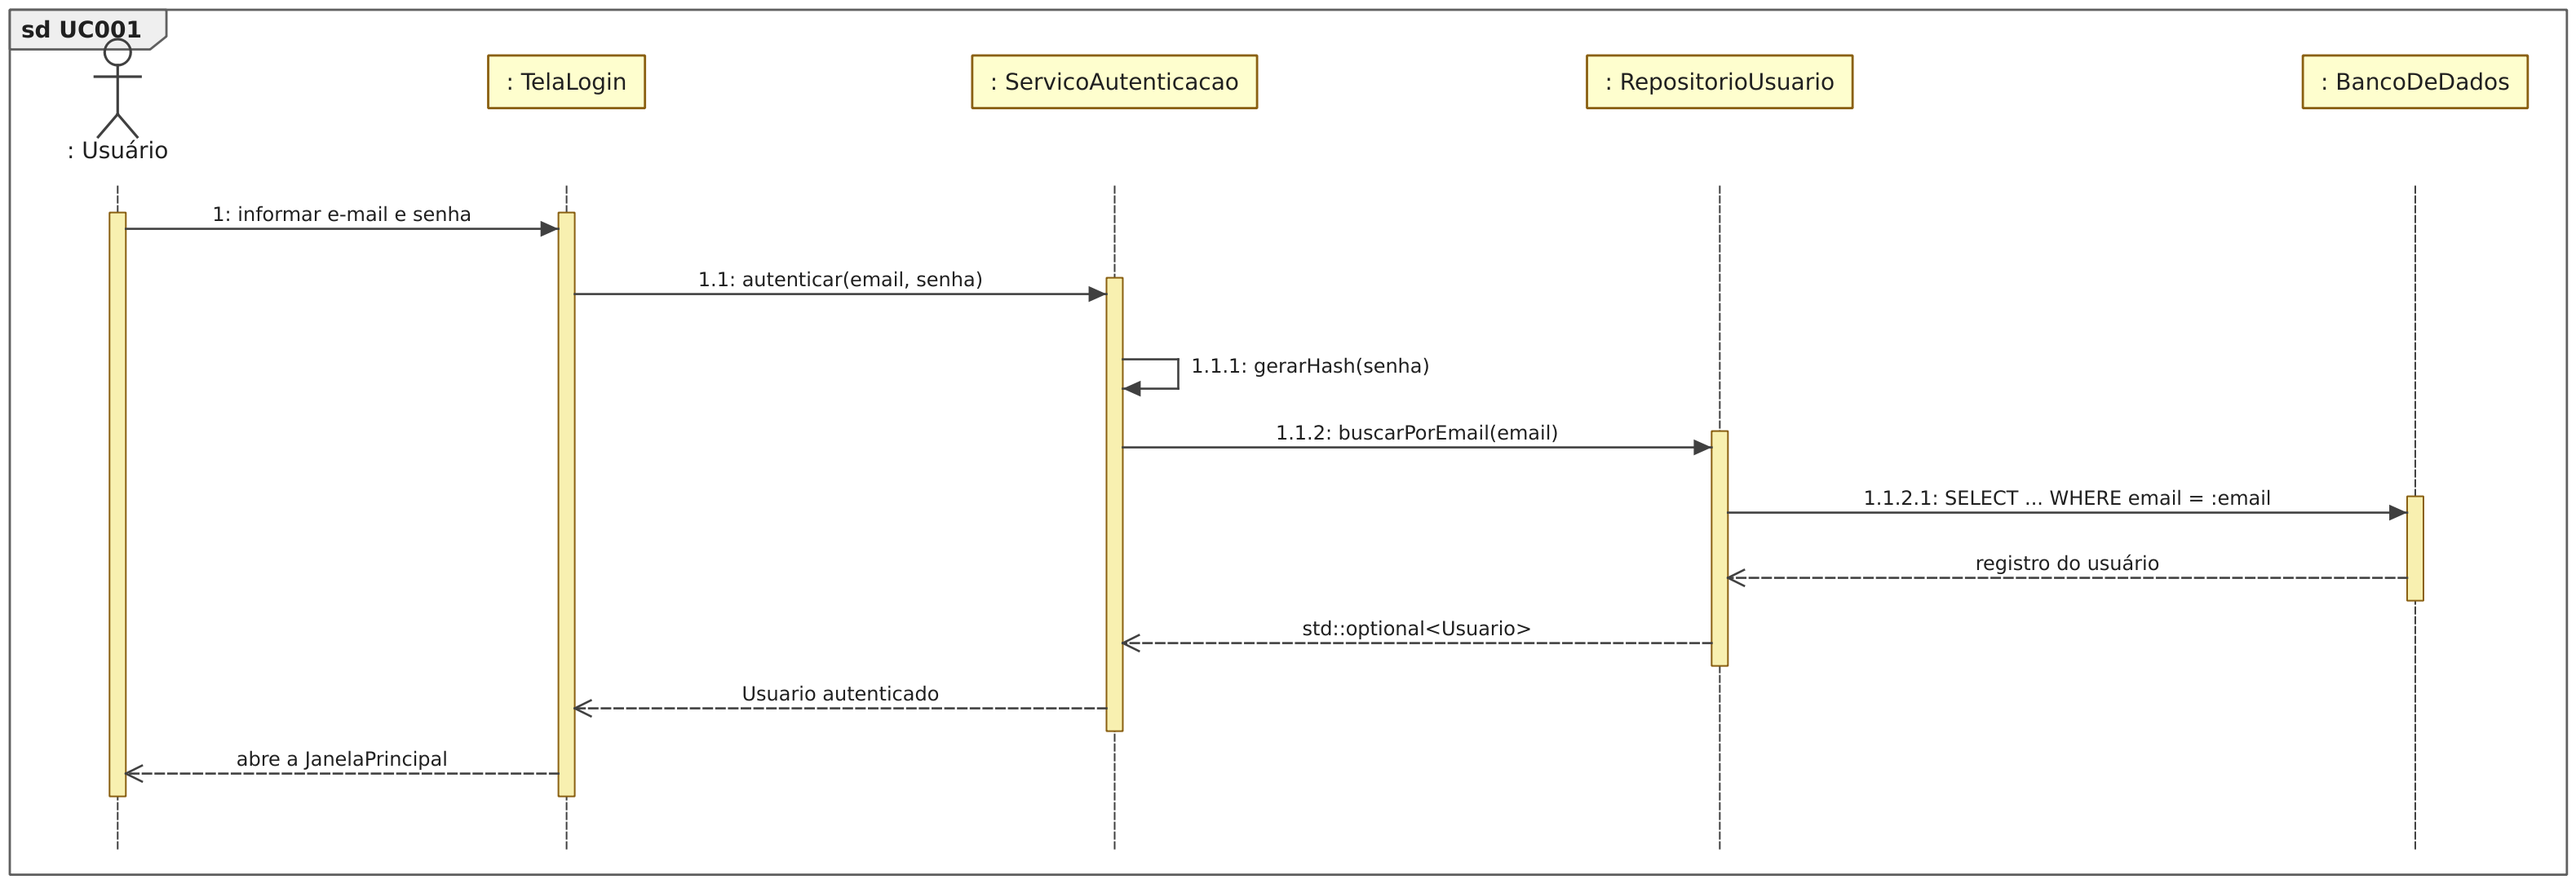 sd UC001
: Usuário
: TelaLogin
: ServicoAutenticacao
: RepositorioUsuario
: BancoDeDados
1: informar e-mail e senha
1.1: autenticar(email, senha)
1.1.1: gerarHash(senha)
1.1.2: buscarPorEmail(email)
1.1.2.1: SELECT ... WHERE email = :email
registro do usuário
std::optional<Usuario>
Usuario autenticado
abre a JanelaPrincipal